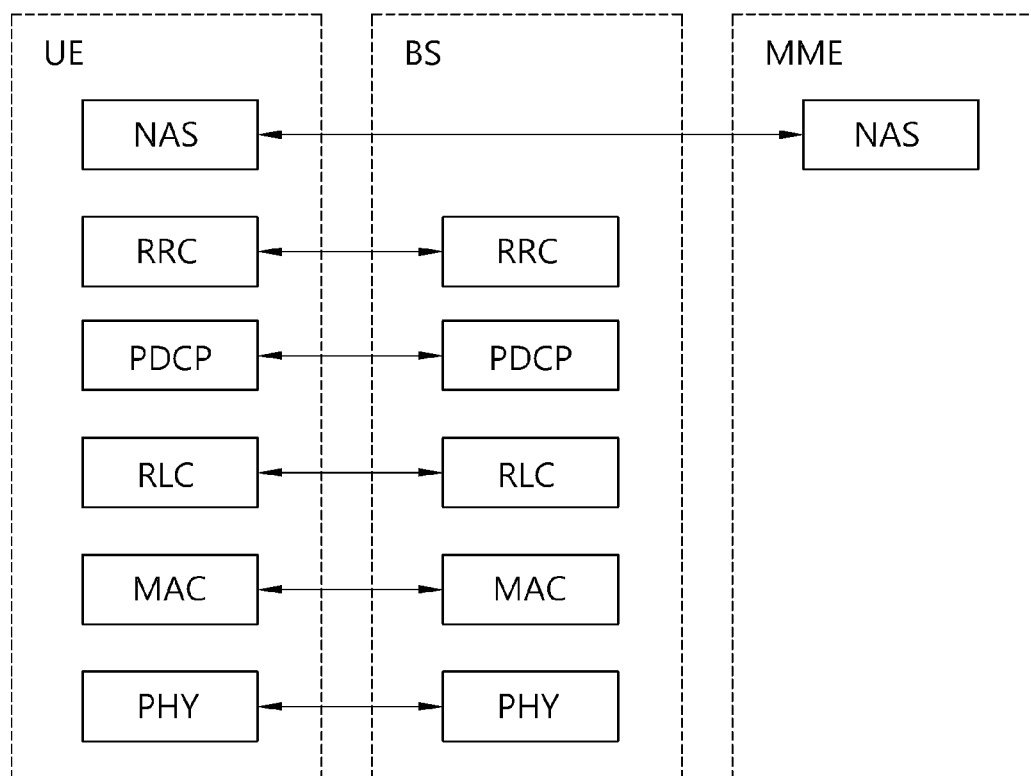 UE BS MME
NAS NAS
RRC RRC
PDCP PDCP
RLC RLC
MAC MAC
PHY PHY